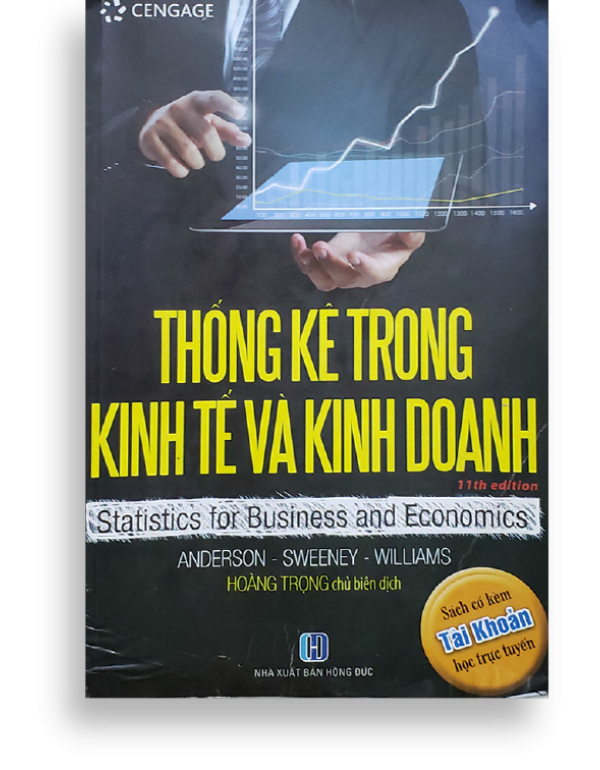 CENGAGE
THỐNG KÊ TRONG
KINH TẾ VÀ KINH DOANH
11th edition
Statistics for Business and Economics
ANDERSON - SWEENEY - WILLIAMS
HOÀNG TRỌNG chủ biên dịch
Sách có kèm
Tài Khoản
học trực tuyến
NHÀ XUẤT BẢN HỒNG ĐỨC